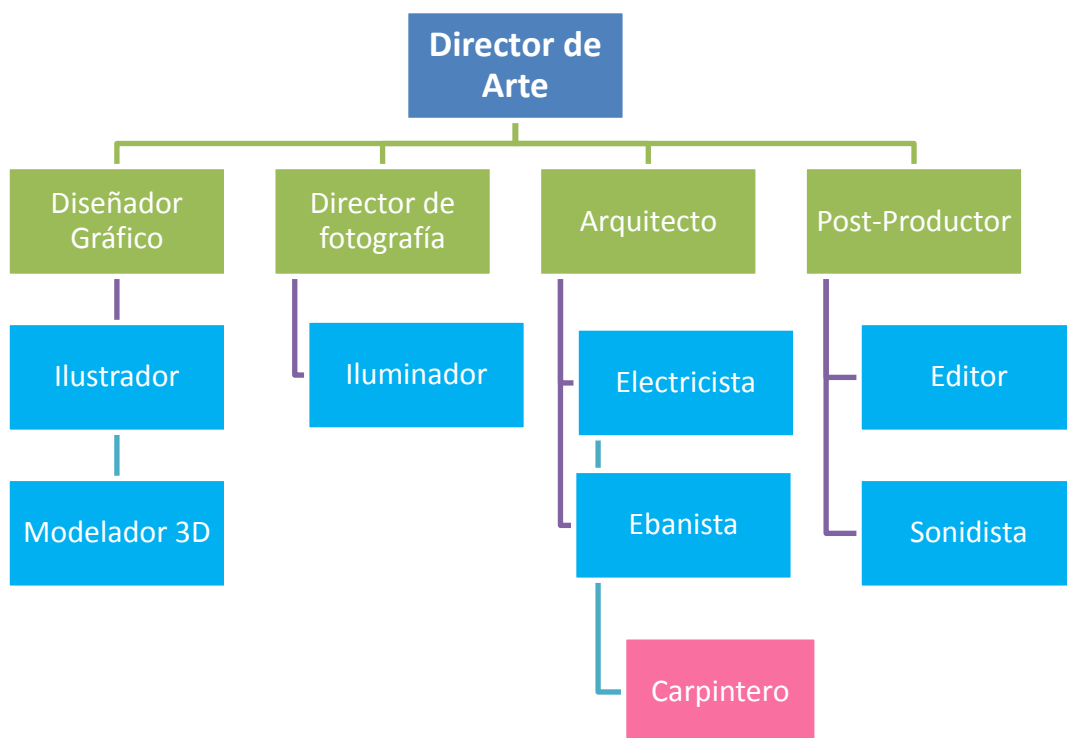 Director de
Arte
Diseñador
Gráfico
Director de
fotografía
Arquitecto
Post-Productor
Ilustrador
Iluminador
Electricista
Editor
Modelador 3D
Ebanista
Sonidista
Carpintero